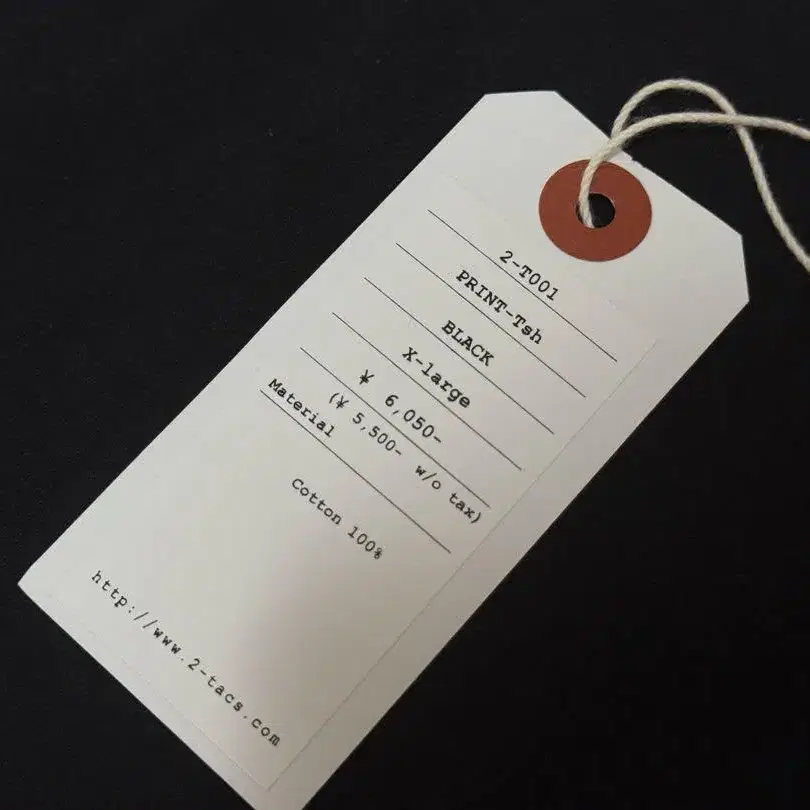 2-T001
PRINT-Tsh
BLACK
X-large
¥ 6,050-
(¥ 5,500- w/o tax)
Material
Cotton 100%
http://www.2-tacs.com